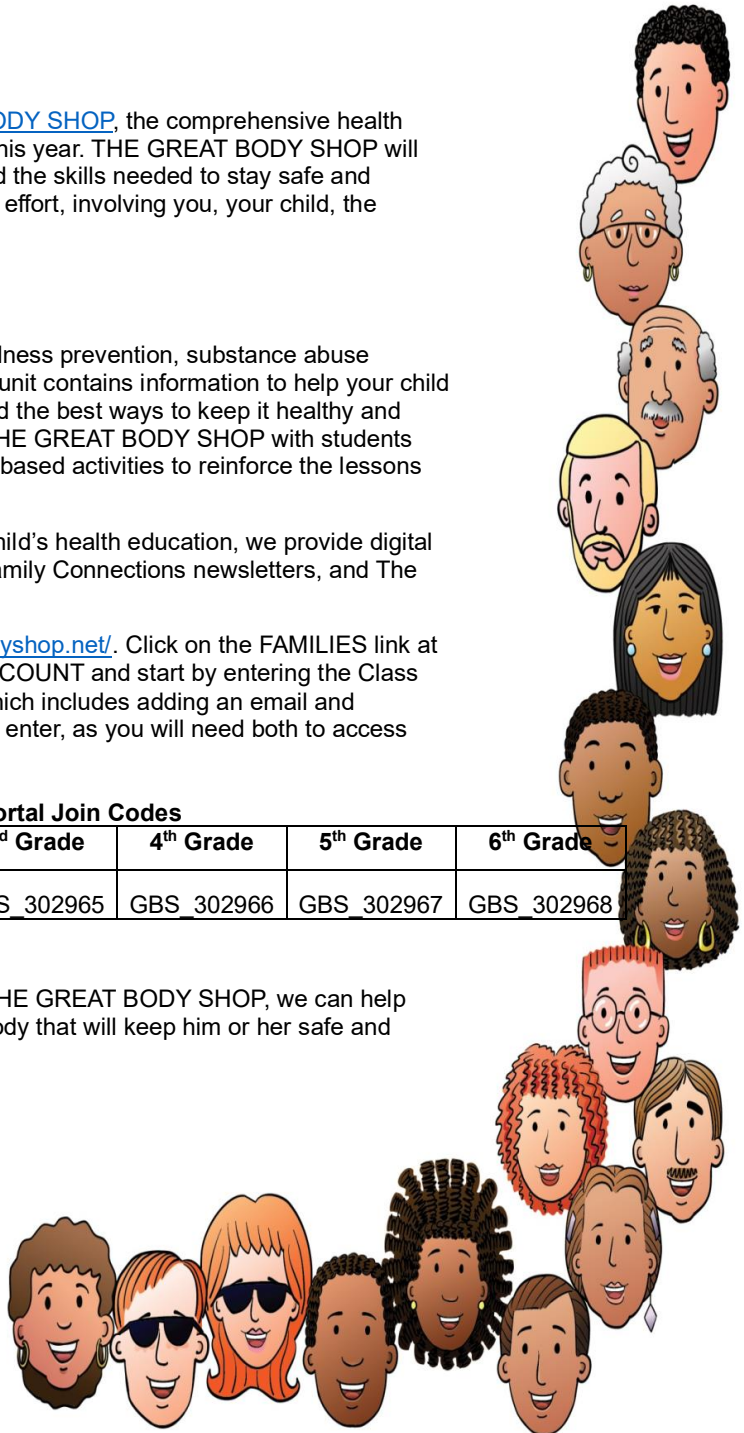 ODY SHOP, the comprehensive health
his year. THE GREAT BODY SHOP will
d the skills needed to stay safe and
effort, involving you, your child, the
lness prevention, substance abuse
unit contains information to help your child
d the best ways to keep it healthy and
HE GREAT BODY SHOP with students
based activities to reinforce the lessons
hild’s health education, we provide digital
amily Connections newsletters, and The
yshop.net/. Click on the FAMILIES link at
COUNT and start by entering the Class
hich includes adding an email and
enter, as you will need both to access
ortal Join Codes
d Grade 4th Grade 5th Grade 6th Grade
S_302965 GBS_302966 GBS_302967 GBS_302968
HE GREAT BODY SHOP, we can help
ody that will keep him or her safe and